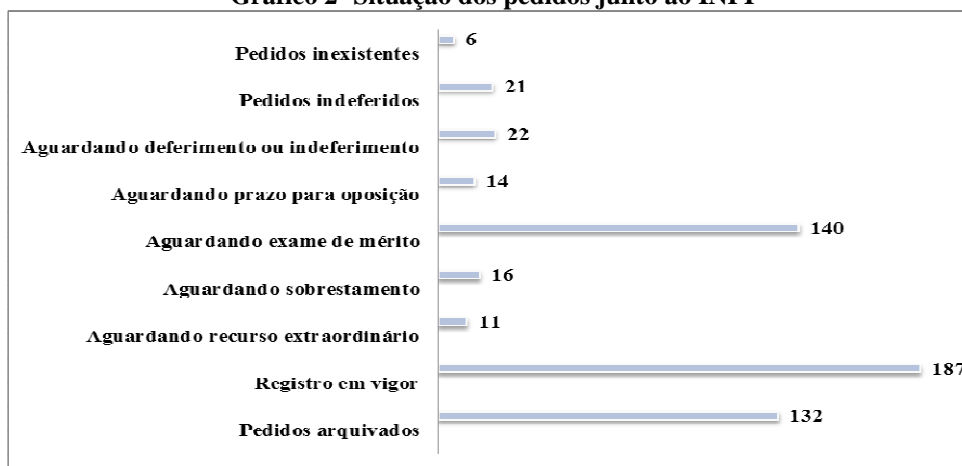 Gráfico 2- Situação dos pedidos junto ao INPI
Pedidos inexistentes 6
Pedidos indeferidos 21
Aguardando deferimento ou indeferimento 22
Aguardando prazo para oposição 14
Aguardando exame de mérito 140
Aguardando sobrestamento 16
Aguardando recurso extraordinário 11
Registro em vigor 187
Pedidos arquivados 132